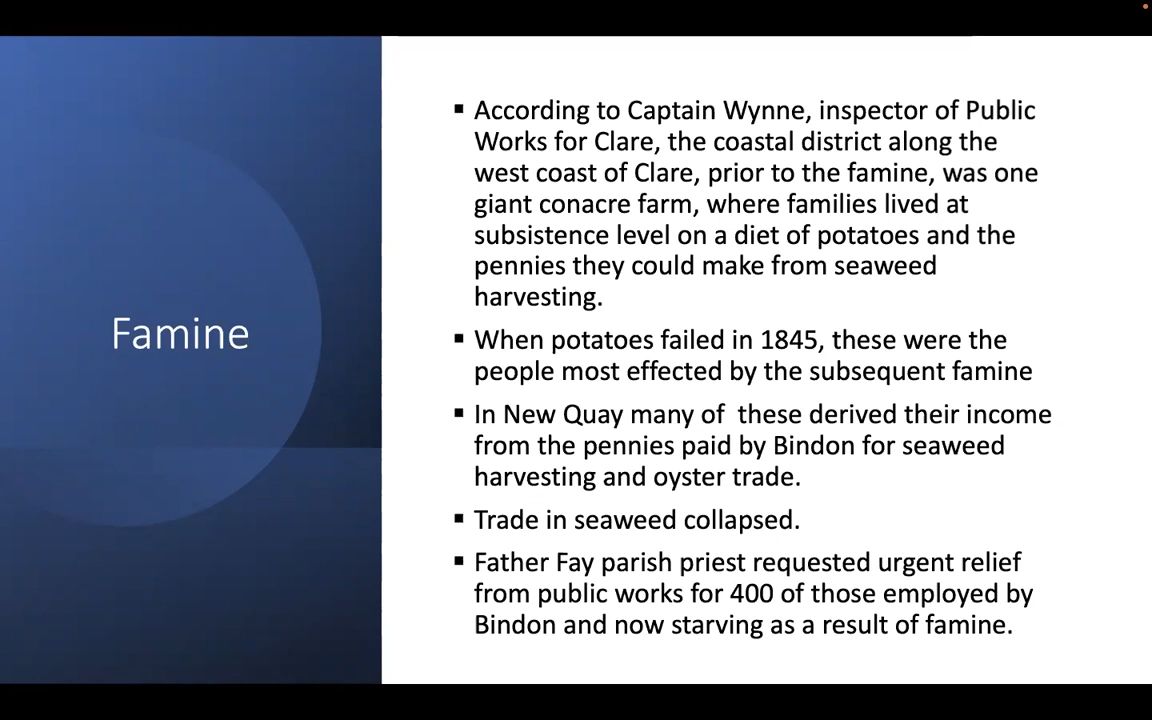 Famine
▪ According to Captain Wynne, inspector of Public
Works for Clare, the coastal district along the
west coast of Clare, prior to the famine, was one
giant conacre farm, where families lived at
subsistence level on a diet of potatoes and the
pennies they could make from seaweed
harvesting.
▪ When potatoes failed in 1845, these were the
people most effected by the subsequent famine
▪ In New Quay many of  these derived their income
from the pennies paid by Bindon for seaweed
harvesting and oyster trade.
▪ Trade in seaweed collapsed.
▪ Father Fay parish priest requested urgent relief
from public works for 400 of those employed by
Bindon and now starving as a result of famine.